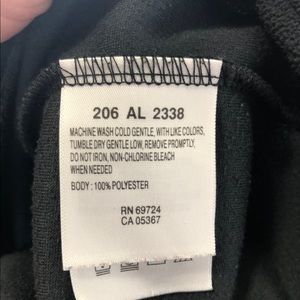 206 AL 2338
MACHINE WASH COLD GENTLE, WITH LIKE COLORS,
TUMBLE DRY GENTLE LOW, REMOVE PROMPTLY,
DO NOT IRON, NON-CHLORINE BLEACH
WHEN NEEDED
BODY: 100% POLYESTER
RN 69724
CA 05367